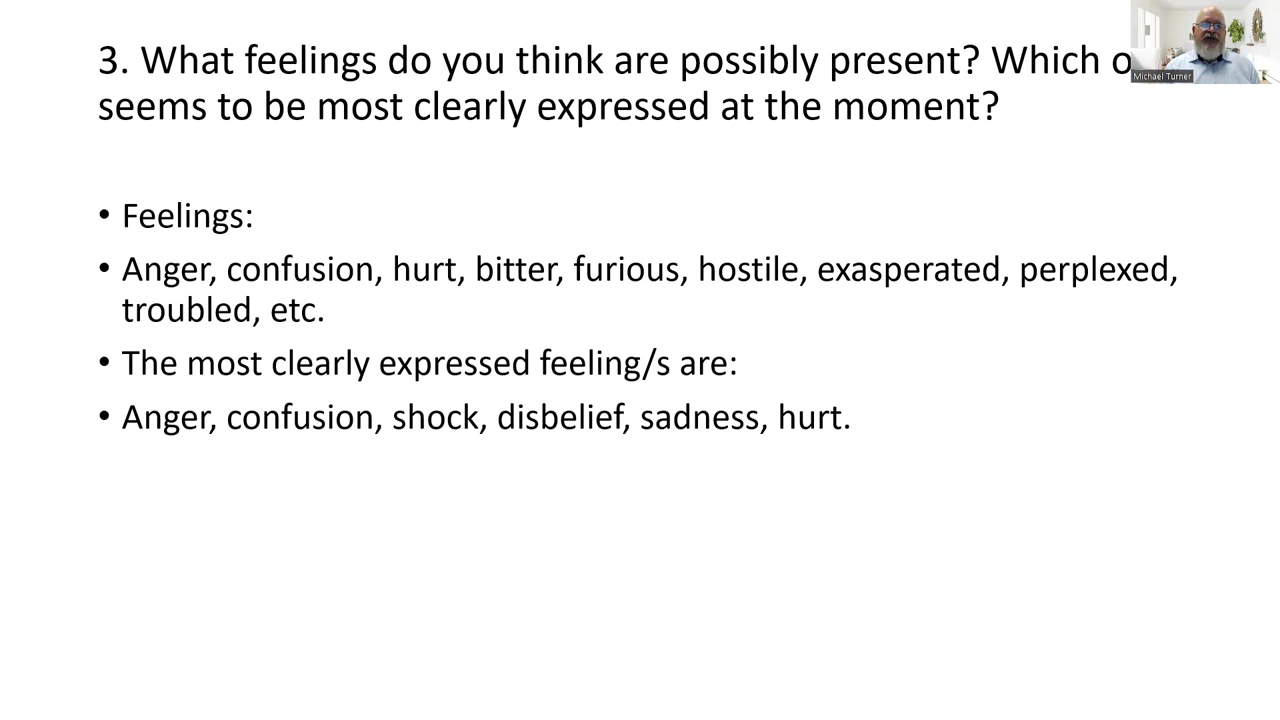 3. What feelings do you think are possibly present? Which
seems to be most clearly expressed at the moment?
• Feelings:
• Anger, confusion, hurt, bitter, furious, hostile, exasperated, perplexed,
troubled, etc.
• The most clearly expressed feeling/s are:
• Anger, confusion, shock, disbelief, sadness, hurt.
Michael Turner